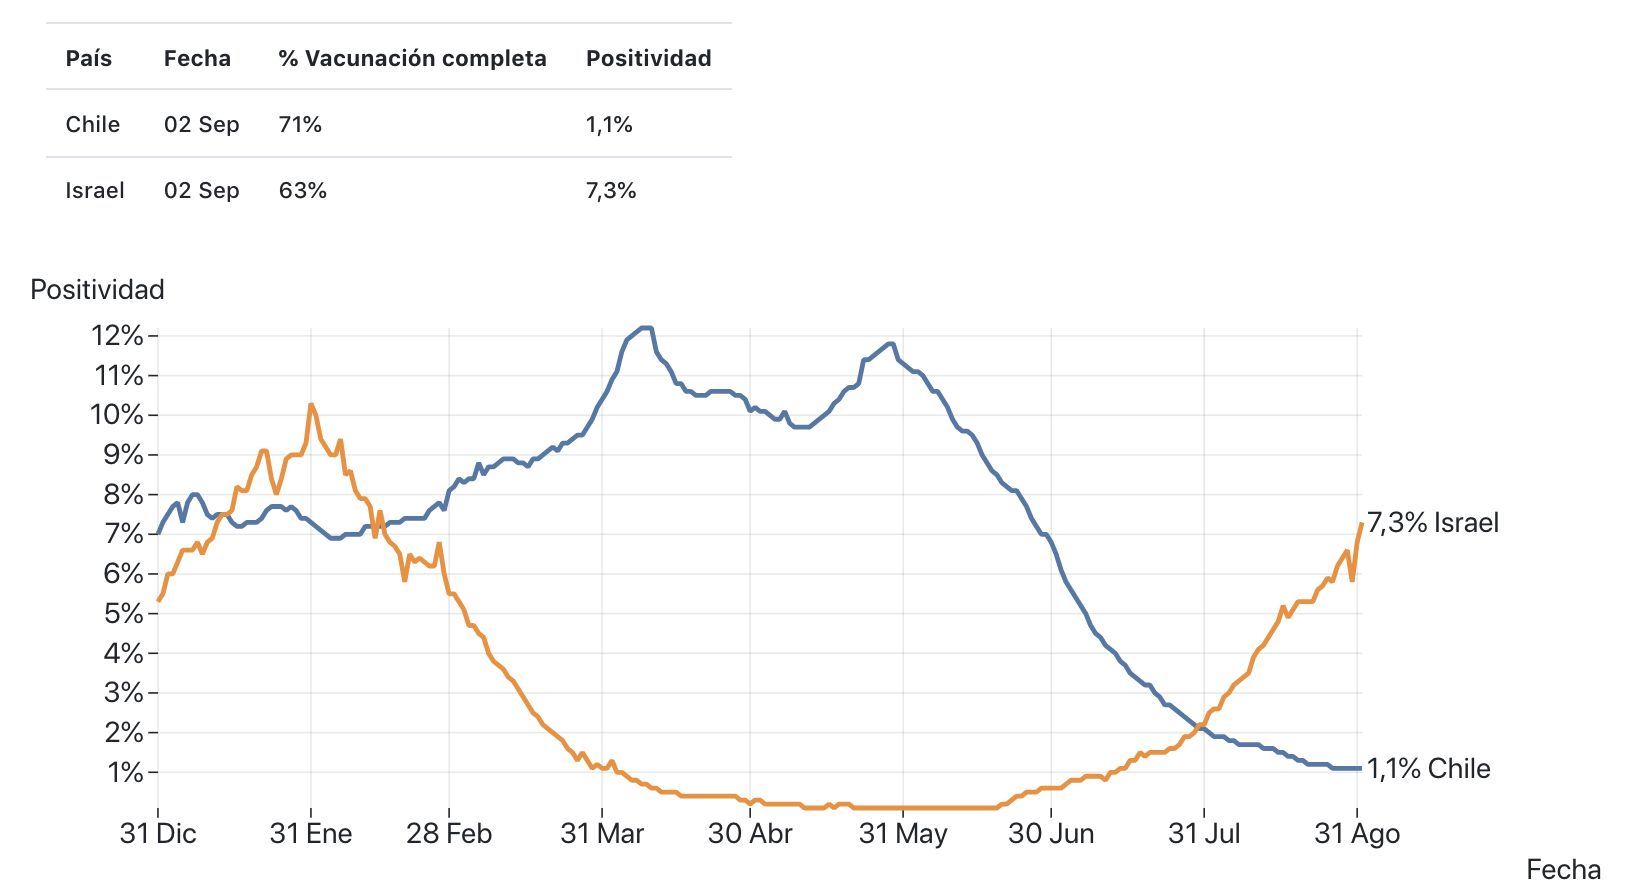 País Fecha % Vacunación completa Positividad
Chile 02 Sep 71% 1,1%
Israel 02 Sep 63% 7,3%
Positividad
12%
11%
10%
9%
8%
7%
6%
5%
4%
3%
2%
1%
7,3% Israel
1,1% Chile
31 Dic 31 Ene 28 Feb 31 Mar 30 Abr 31 May 30 Jun 31 Jul 31 Ago
Fecha